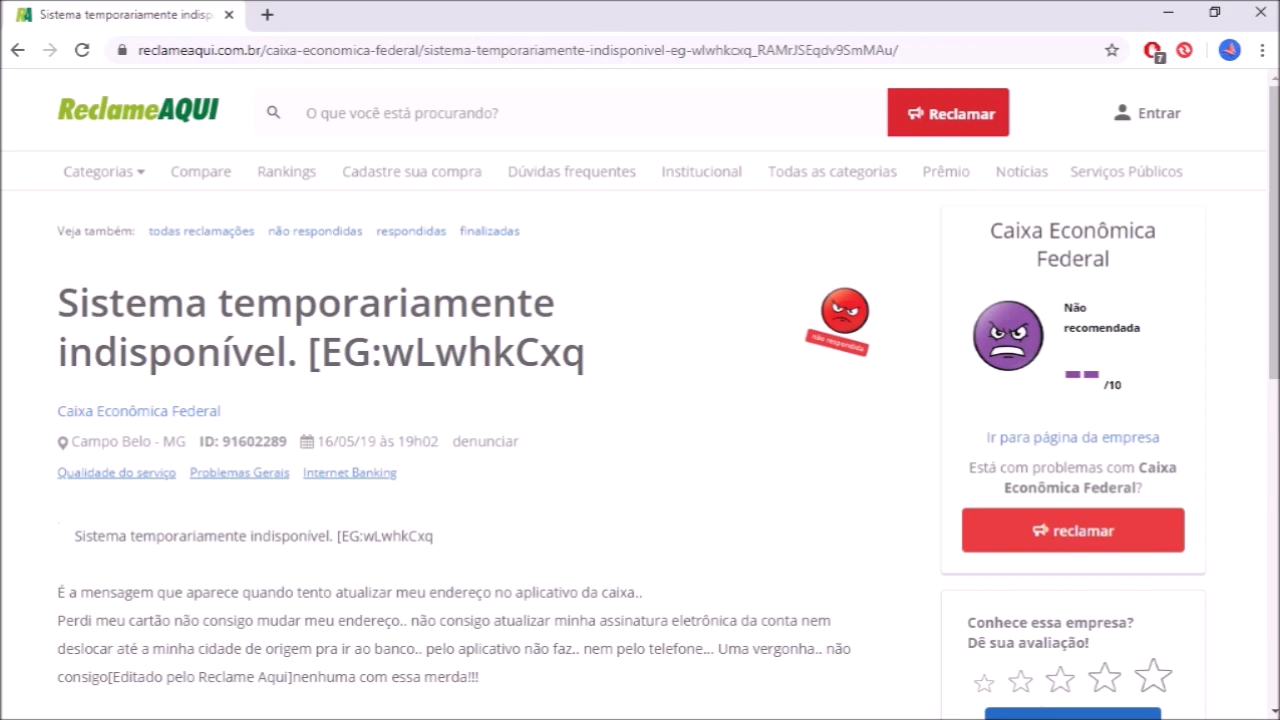 Sistema temporariamente indisp
reclameaqui.com.br/caixa-economica-federal/sistema-temporariamente-indisponivel-eg-wlwhkcxq_RAMrJSEqdv9SmMAu/
7
ReclameAQUI
O que você está procurando?
Reclamar
Entrar
Categorias
Compare
Rankings
Cadastre sua compra
Dúvidas frequentes
Institucional
Todas as categorias
Prêmio
Notícias
Serviços Públicos
Veja também: todas reclamações não respondidas respondidas finalizadas
Sistema temporariamente
indisponível. [EG:wLwhkCxq
não respondida
Caixa Econômica Federal
Campo Belo - MG ID: 91602289 16/05/19 às 19h02 denunciar
Qualidade do serviço Problemas Gerais Internet Banking
Sistema temporariamente indisponível. [EG:wLwhkCxq
É a mensagem que aparece quando tento atualizar meu endereço no aplicativo da caixa..
Perdi meu cartão não consigo mudar meu endereço.. não consigo atualizar minha assinatura eletrônica da conta nem
deslocar até a minha cidade de origem pra ir ao banco.. pelo aplicativo não faz.. nem pelo telefone... Uma vergonha.. não
consigo[Editado pelo Reclame Aqui]nenhuma com essa merda!!!
Caixa Econômica
Federal
Não
recomendada
-- /10
Ir para página da empresa
Está com problemas com Caixa
Econômica Federal?
reclamar
Conhece essa empresa?
Dê sua avaliação!